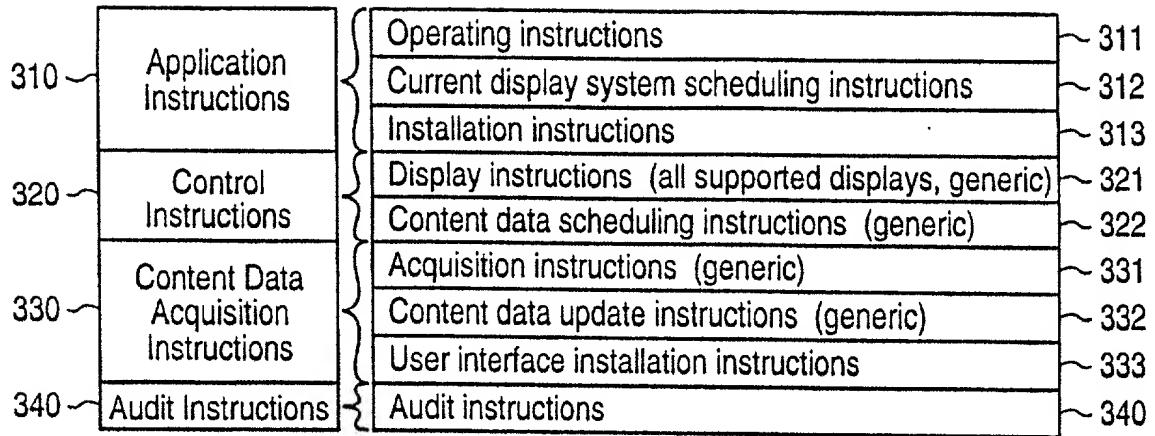 310
Application
Instructions
Operating instructions
311
Current display system scheduling instructions
312
Installation instructions
313
320
Control
Instructions
Display instructions (all supported displays, generic)
321
Content data scheduling instructions (generic)
322
330
Content Data
Acquisition
Instructions
Acquisition instructions (generic)
331
Content data update instructions (generic)
332
User interface installation instructions
333
340
Audit Instructions
Audit instructions
340